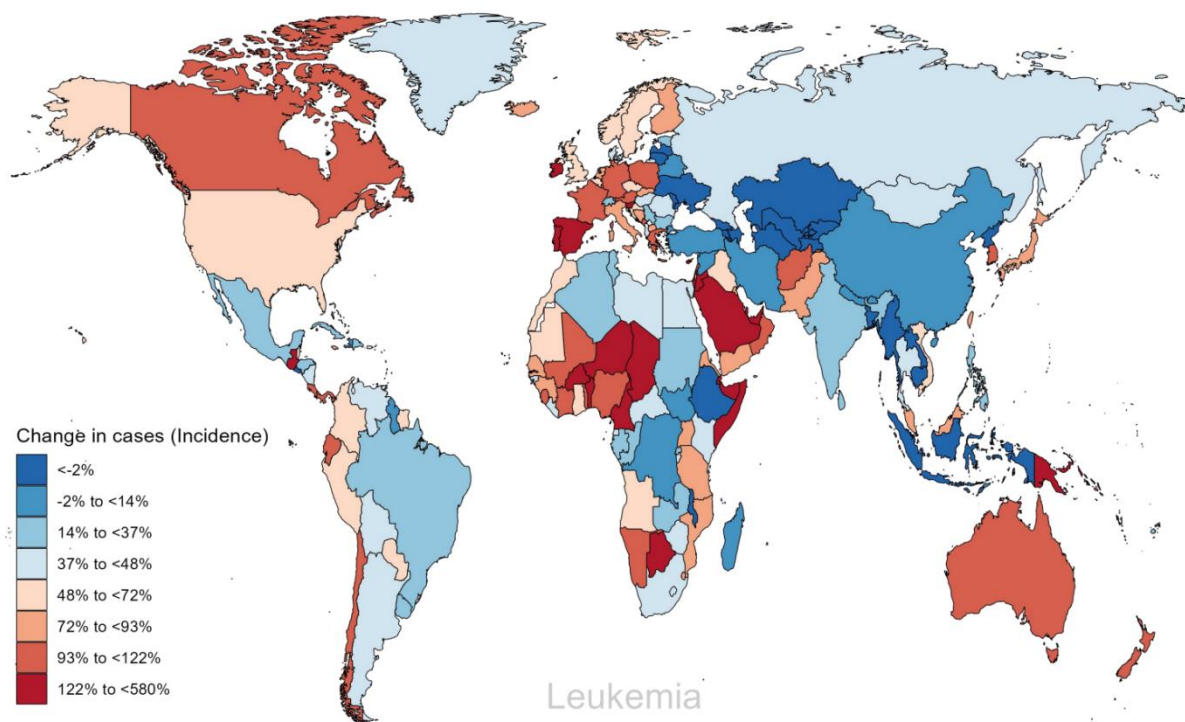 Change in cases (Incidence)
<-2%
-2% to <14%
14% to <37%
37% to <48%
48% to <72%
72% to <93%
93% to <122%
122% to <580%
Leukemia